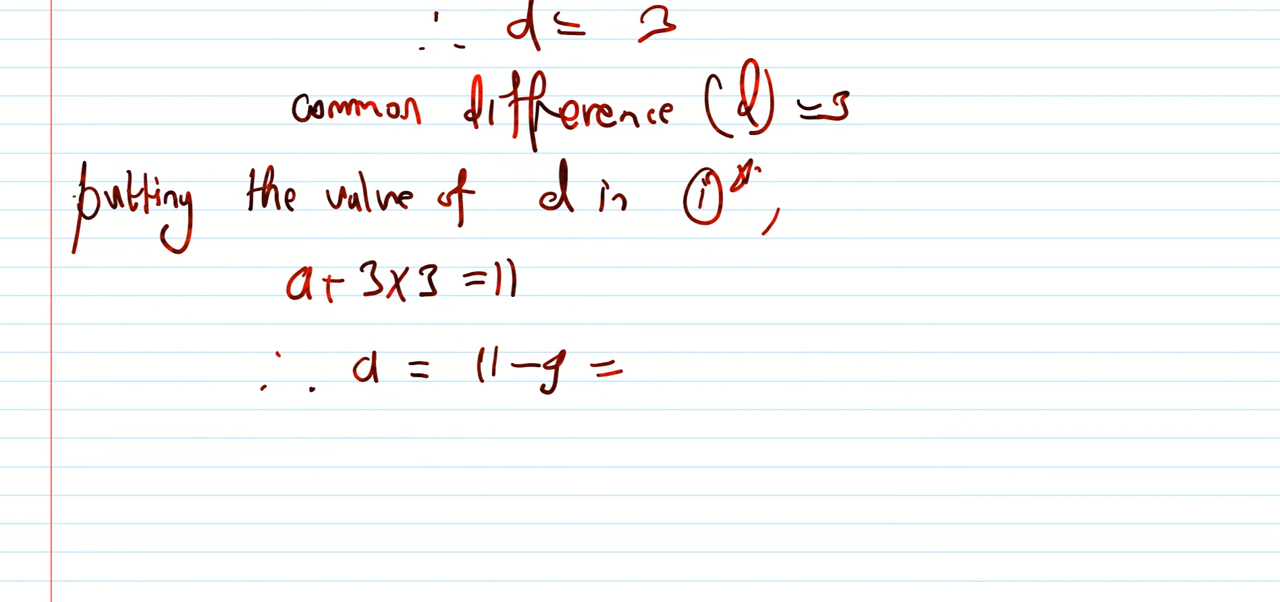 ∴ d = 3
common difference (d) = 3
putting the value of d in (i),
a + 3 × 3 = 11
∴ a = 11 - 9 =